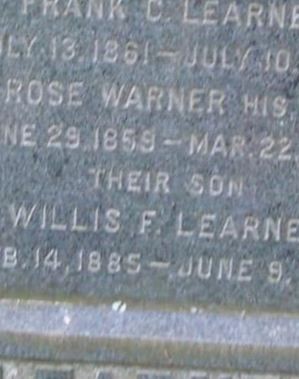 FRANK C. LEARNE
LY 13, 1861 - JULY 10,
ROSE WARNER HIS
NE 29, 1859 - MAR. 22
THEIR SON
WILLIS F. LEARNE
B. 14, 1885 - JUNE 9,